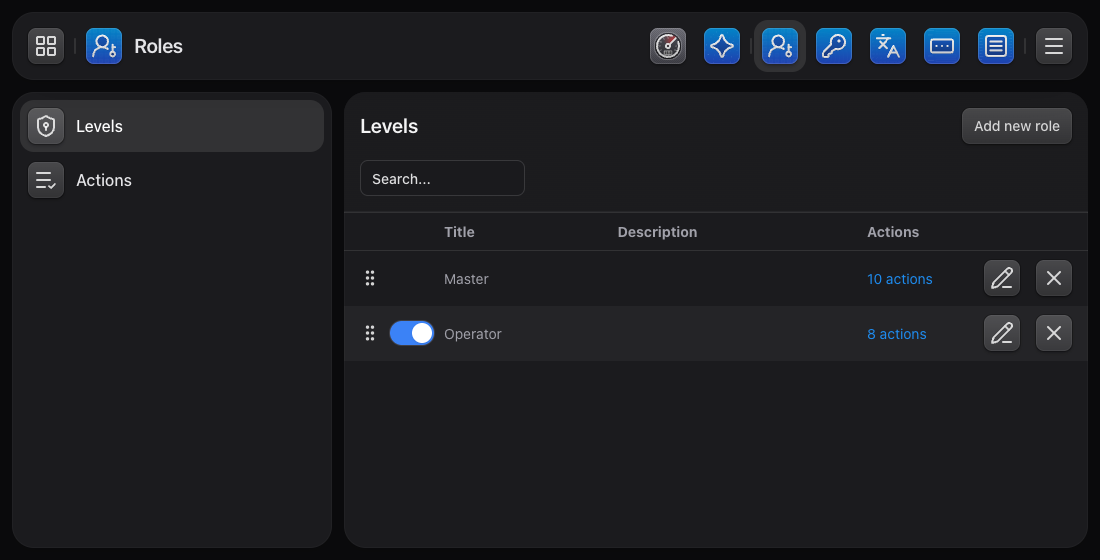 Roles
Levels
Actions
Levels
Add new role
Search...
Title Description Actions
Master 10 actions
Operator 8 actions